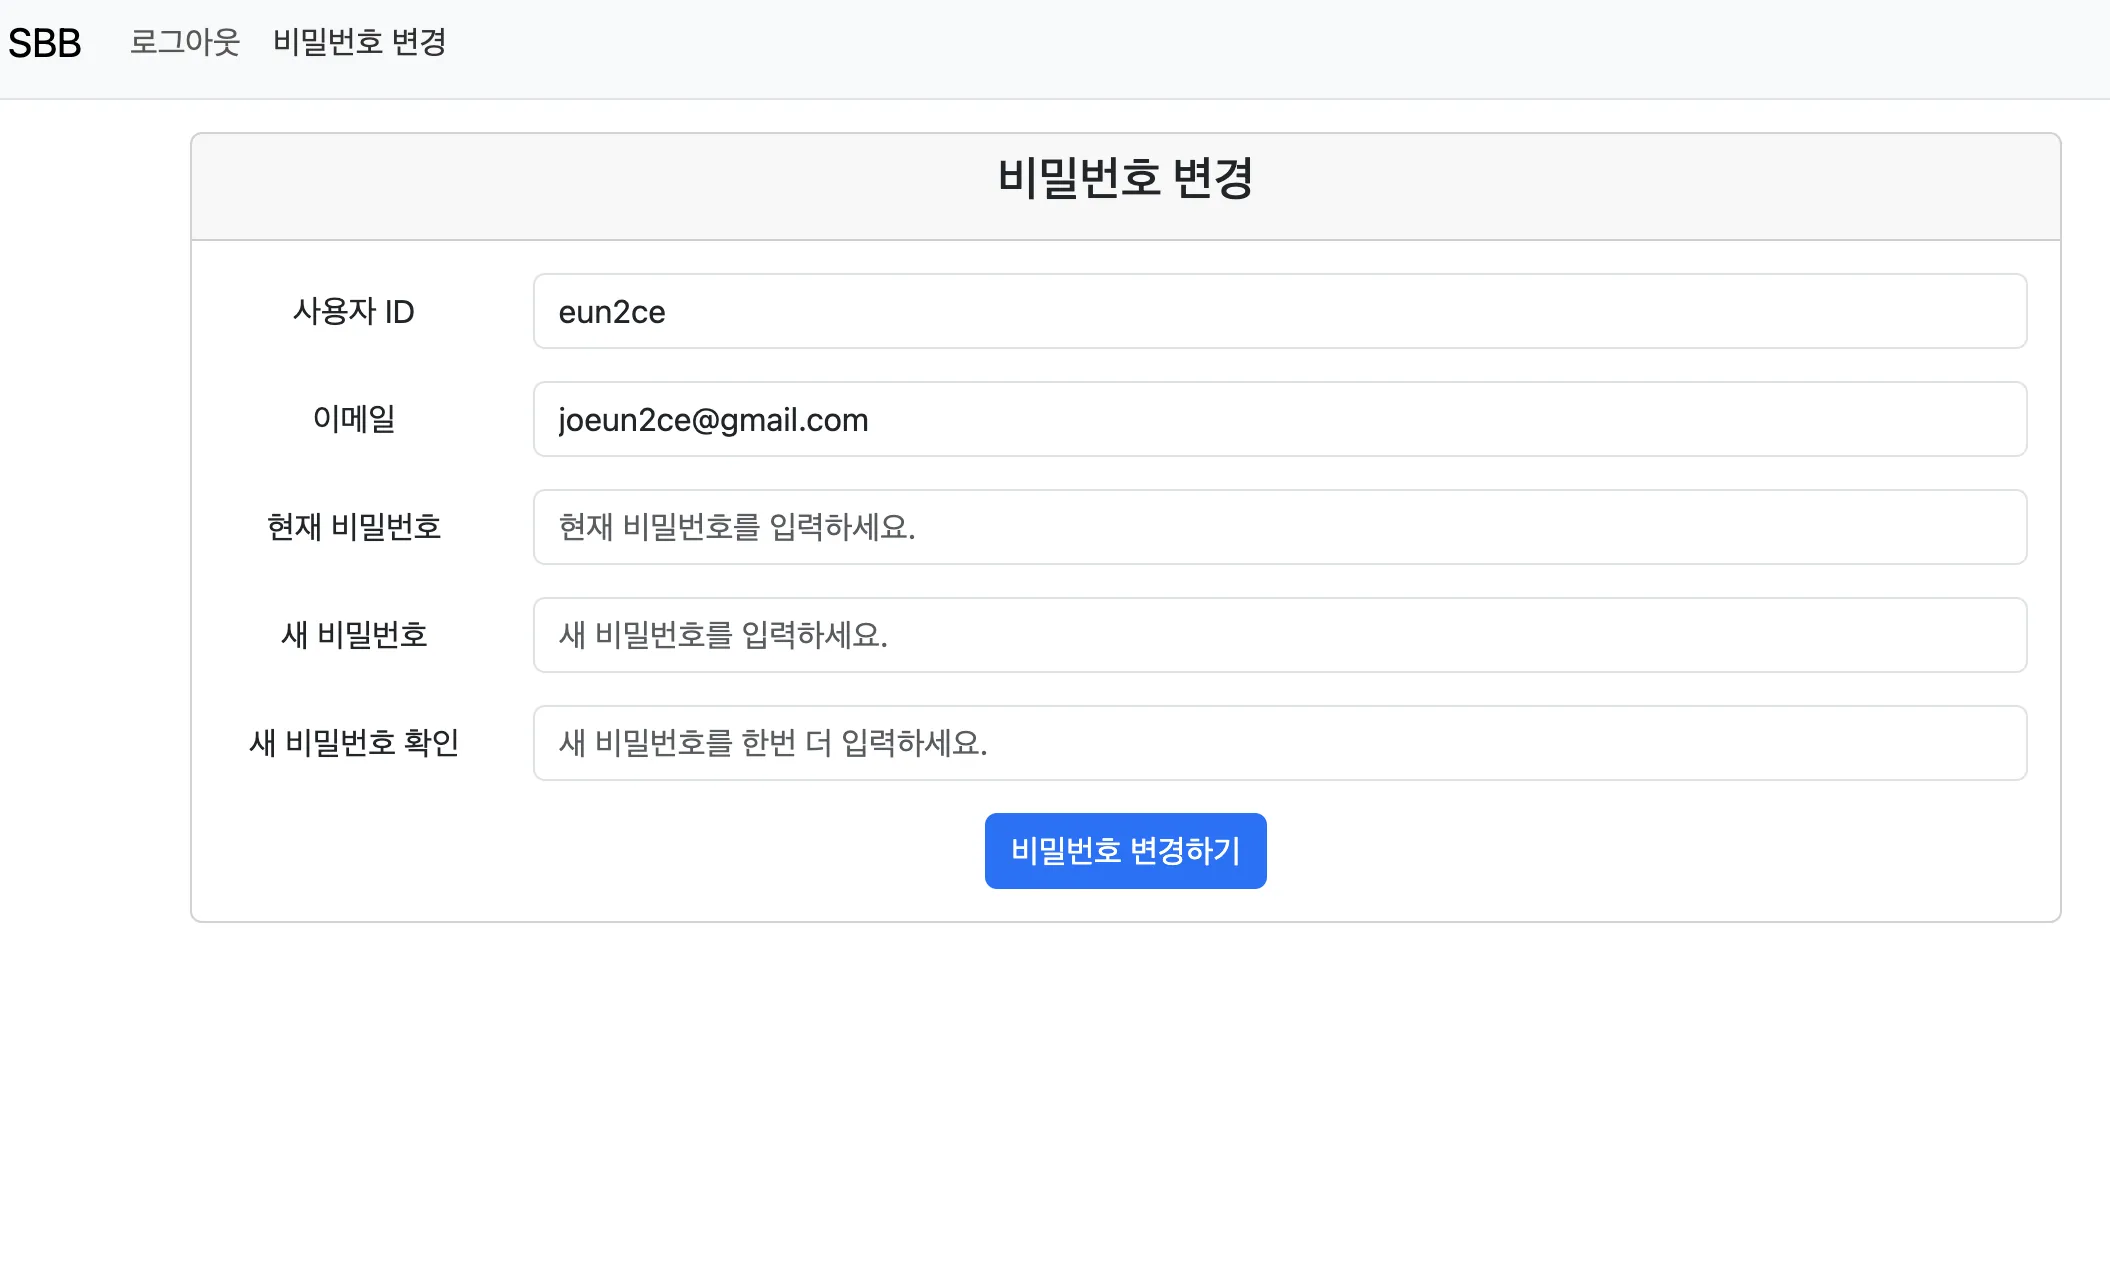 SBB 로그아웃 비밀번호 변경
비밀번호 변경
사용자 ID eun2ce
이메일 joeun2ce@gmail.com
현재 비밀번호 현재 비밀번호를 입력하세요.
새 비밀번호 새 비밀번호를 입력하세요.
새 비밀번호 확인 새 비밀번호를 한번 더 입력하세요.
비밀번호 변경하기